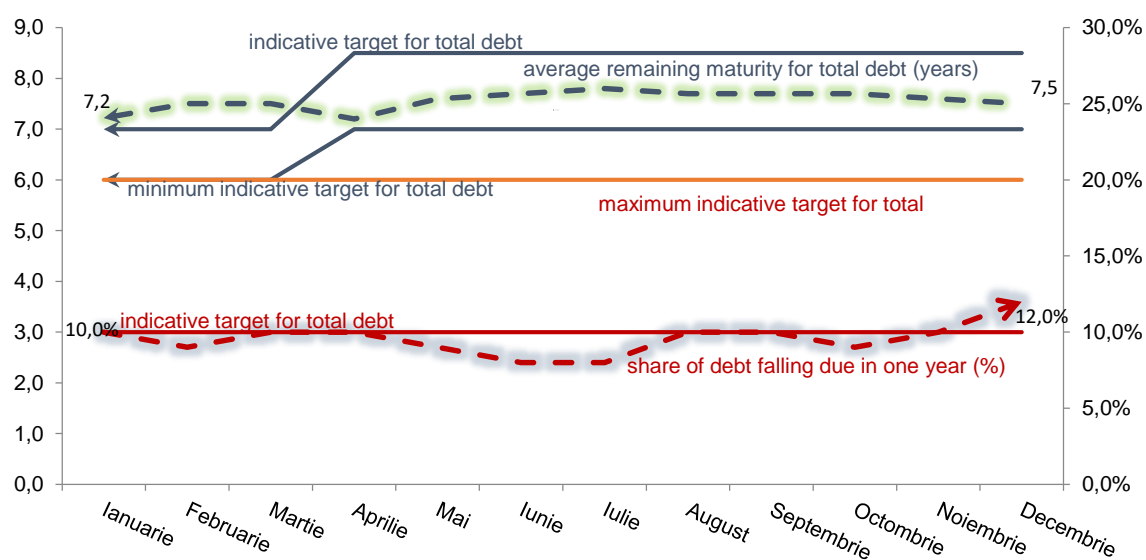 9,0
8,0
7,0
6,0
5,0
4,0
3,0
2,0
1,0
0,0
30,0%
25,0%
20,0%
15,0%
10,0%
5,0%
0,0%
indicative target for total debt
average remaining maturity for total debt (years)
7,2
7,5
minimum indicative target for total debt
maximum indicative target for total
10,0%
indicative target for total debt
12,0%
share of debt falling due in one year (%)
Ianuarie
Februarie
Martie
Aprilie
Mai
Iunie
Iulie
August
Septembrie
Octombrie
Noiembrie
Decembrie